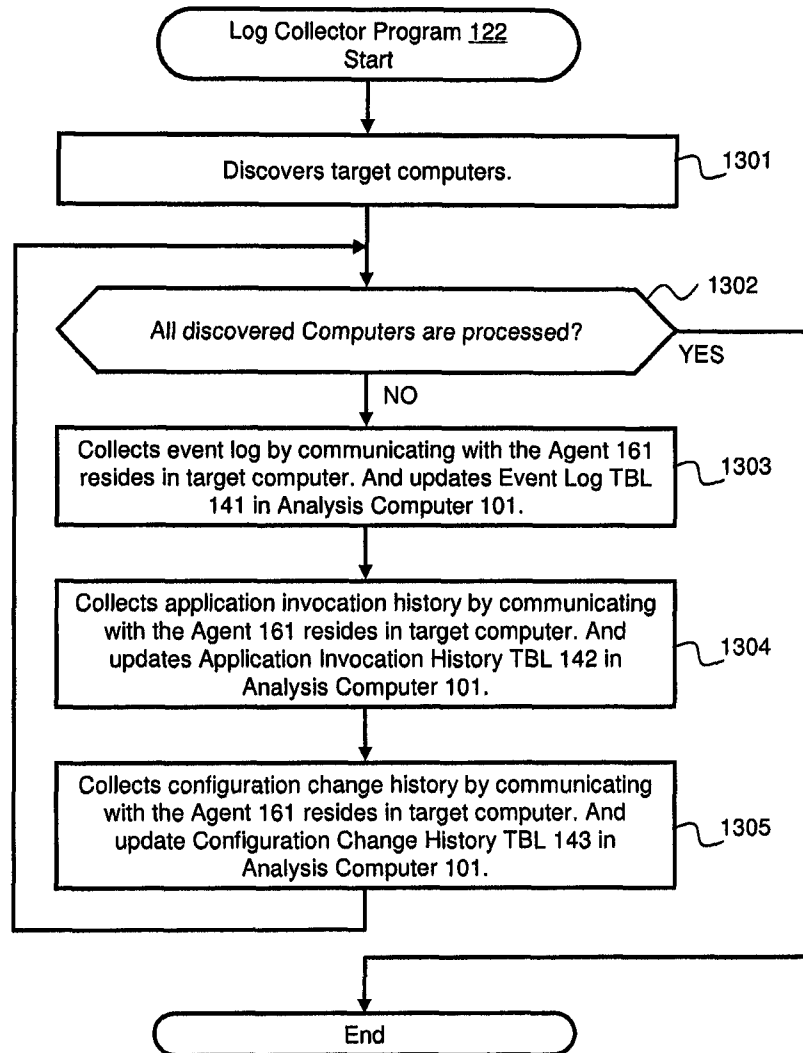 Log Collector Program 122
Start
Discovers target computers.
1301
1302
All discovered Computers are processed?
YES
NO
Collects event log by communicating with the Agent 161
resides in target computer. And updates Event Log TBL
141 in Analysis Computer 101.
1303
Collects application invocation history by communicating
with the Agent 161 resides in target computer. And
updates Application Invocation History TBL 142 in
Analysis Computer 101.
1304
Collects configuration change history by communicating
with the Agent 161 resides in target computer. And
update Configuration Change History TBL 143 in
Analysis Computer 101.
1305
End